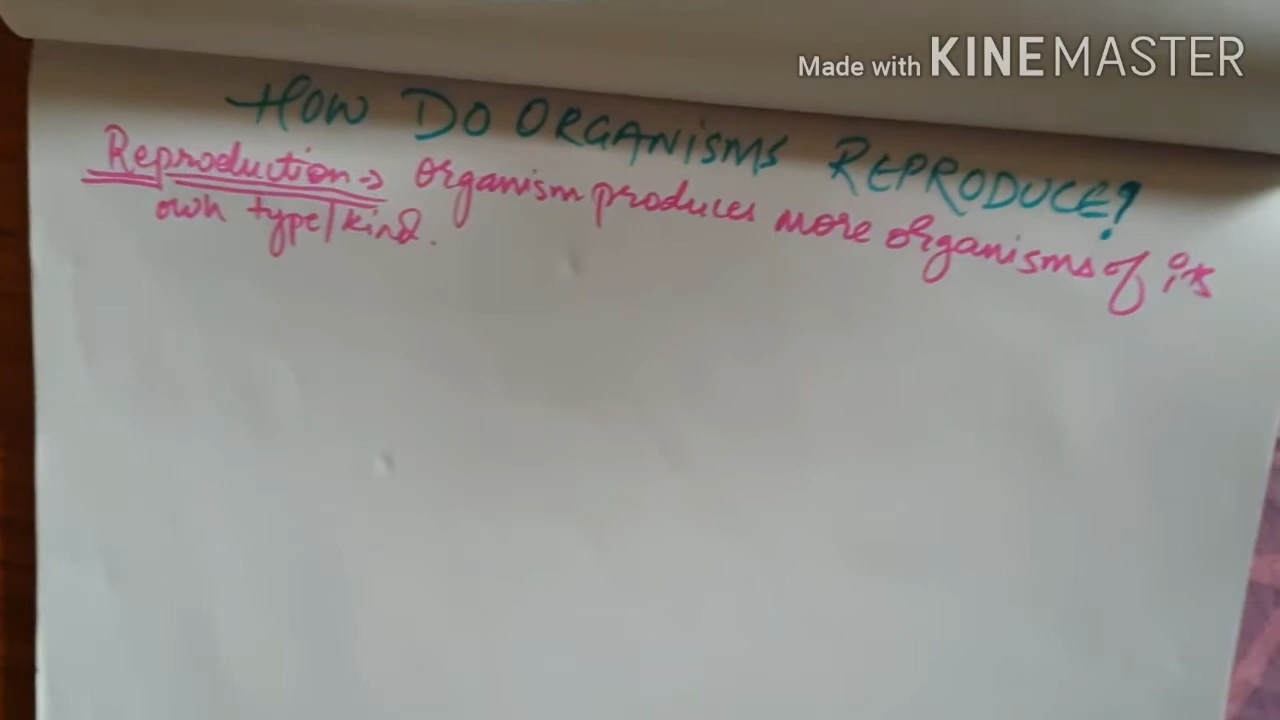 Made with KINEMASTER
HOW DO ORGANISMS REPRODUCE?
Reproduction → Organism produces more organisms of its
own type/kind.